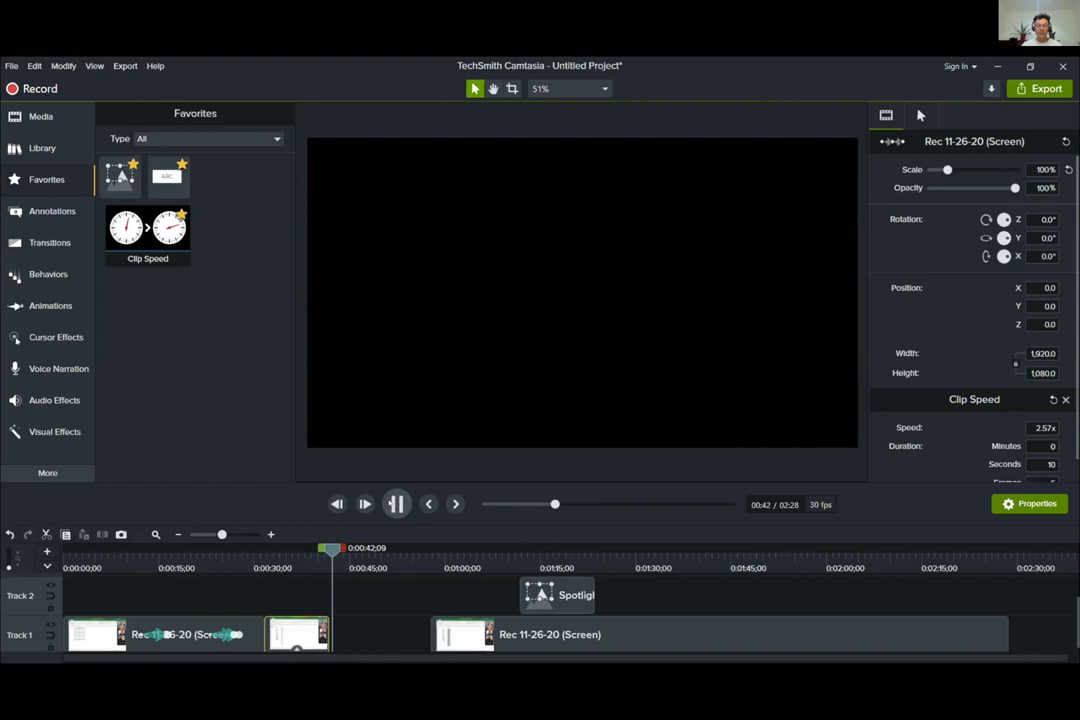 File Edit Modify View Export Help
TechSmith Camtasia - Untitled Project*
Sign In
Record
51%
Export
Media
Library
Favorites
Annotations
Transitions
Behaviors
Animations
Cursor Effects
Voice Narration
Audio Effects
Visual Effects
More
Favorites
Type All
ABC
Clip Speed
Rec 11-26-20 (Screen)
Scale 100%
Opacity 100%
Rotation: Z 0.0°
Y 0.0°
X 0.0°
Position: X 0.0
Y 0.0
Z 0.0
Width: 1,920.0
Height: 1,080.0
Clip Speed
Speed: 2.57x
Duration: Minutes 0
Seconds 10
00:42 / 02:28 30 fps
Properties
0:00:42;09
0:00:00;00 0:00:15;00 0:00:30;00 0:00:45;00 0:01:00;00 0:01:15;00 0:01:30;00 0:01:45;00 0:02:00;00 0:02:15;00 0:02:30;00
Track 2
Spotligh
Track 1
Rec 11-26-20 (Screen)
Rec 11-26-20 (Screen)